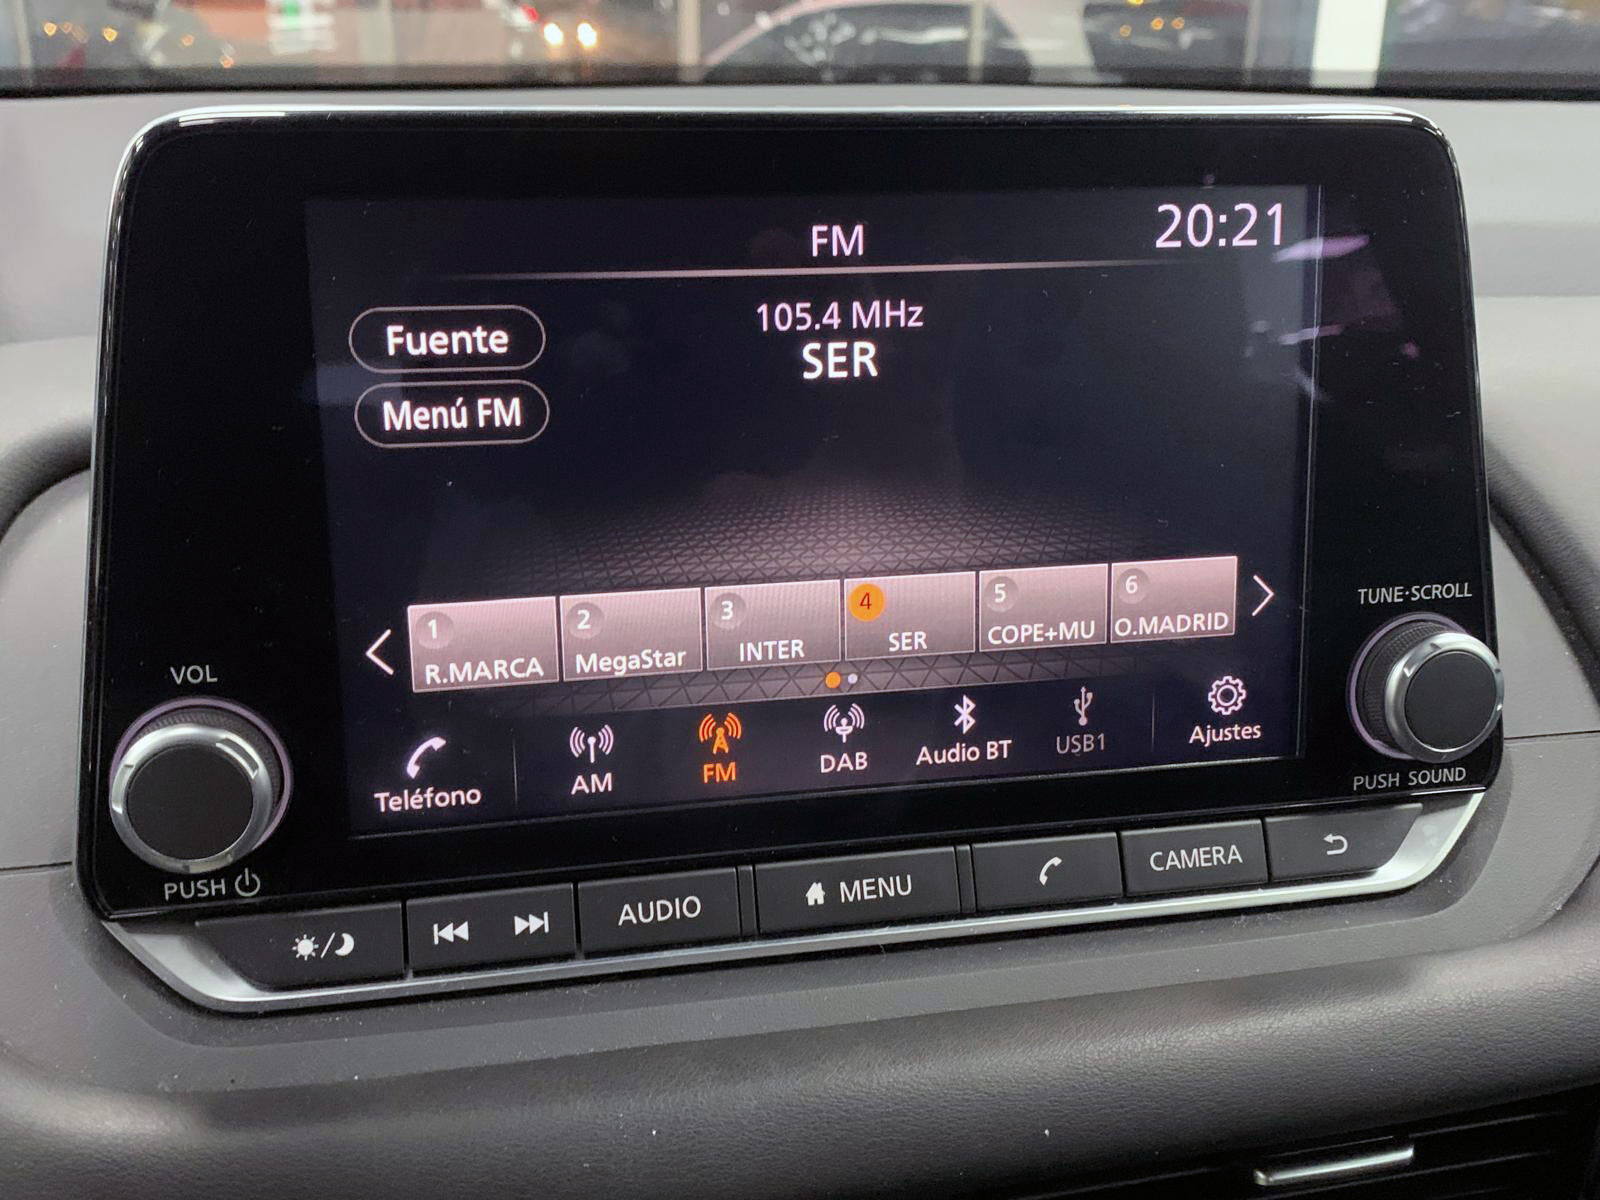 FM
20:21
Fuente
105.4 MHz
SER
Menú FM
1 R.MARCA
2 MegaStar
3 INTER
4 SER
5 COPE+MU
6 O.MADRID
Teléfono
AM
FM
DAB
Audio BT
USB1
Ajustes
VOL
PUSH
TUNE·SCROLL
PUSH SOUND
AUDIO
MENU
CAMERA